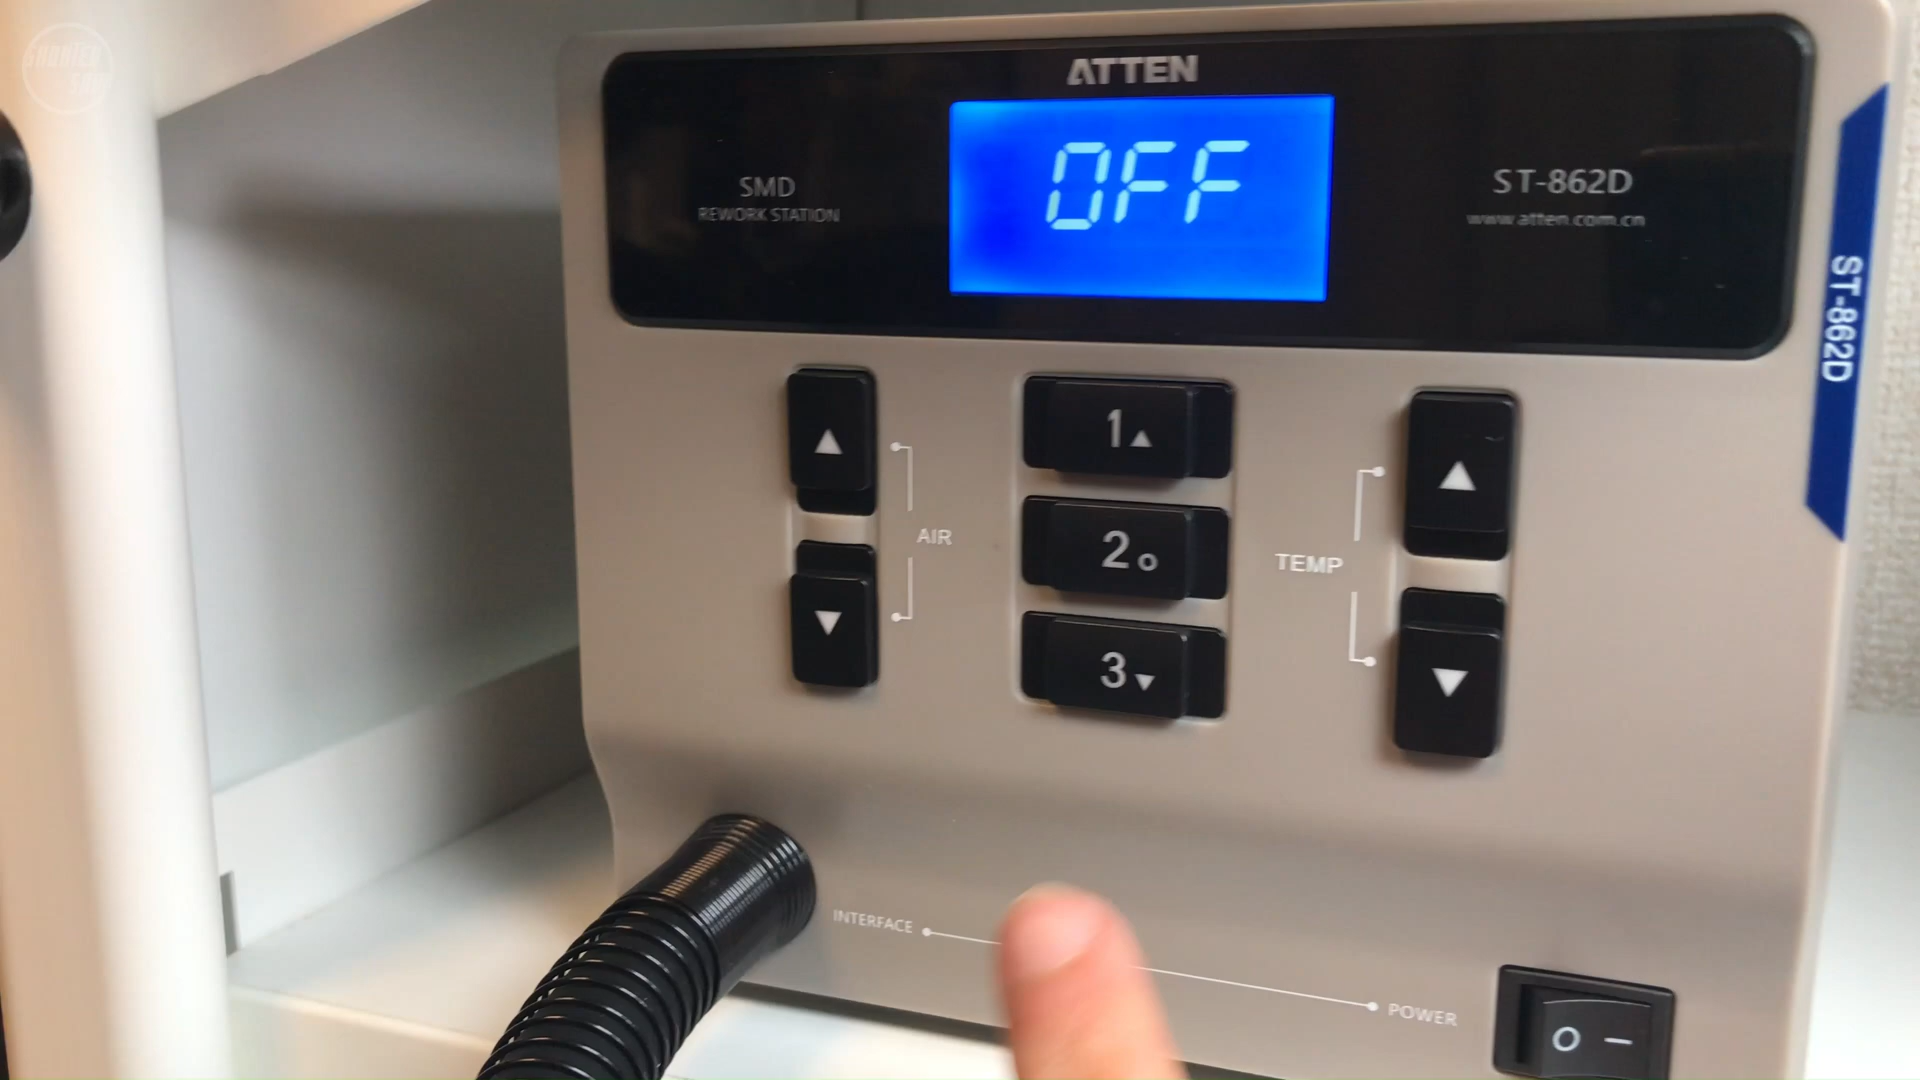 ATTEN
OFF
SMD
REWORK STATION
ST-862D
www.atten.com.cn
ST-862D
1▲
2o
3▼
AIR
TEMP
INTERFACE
POWER
O –